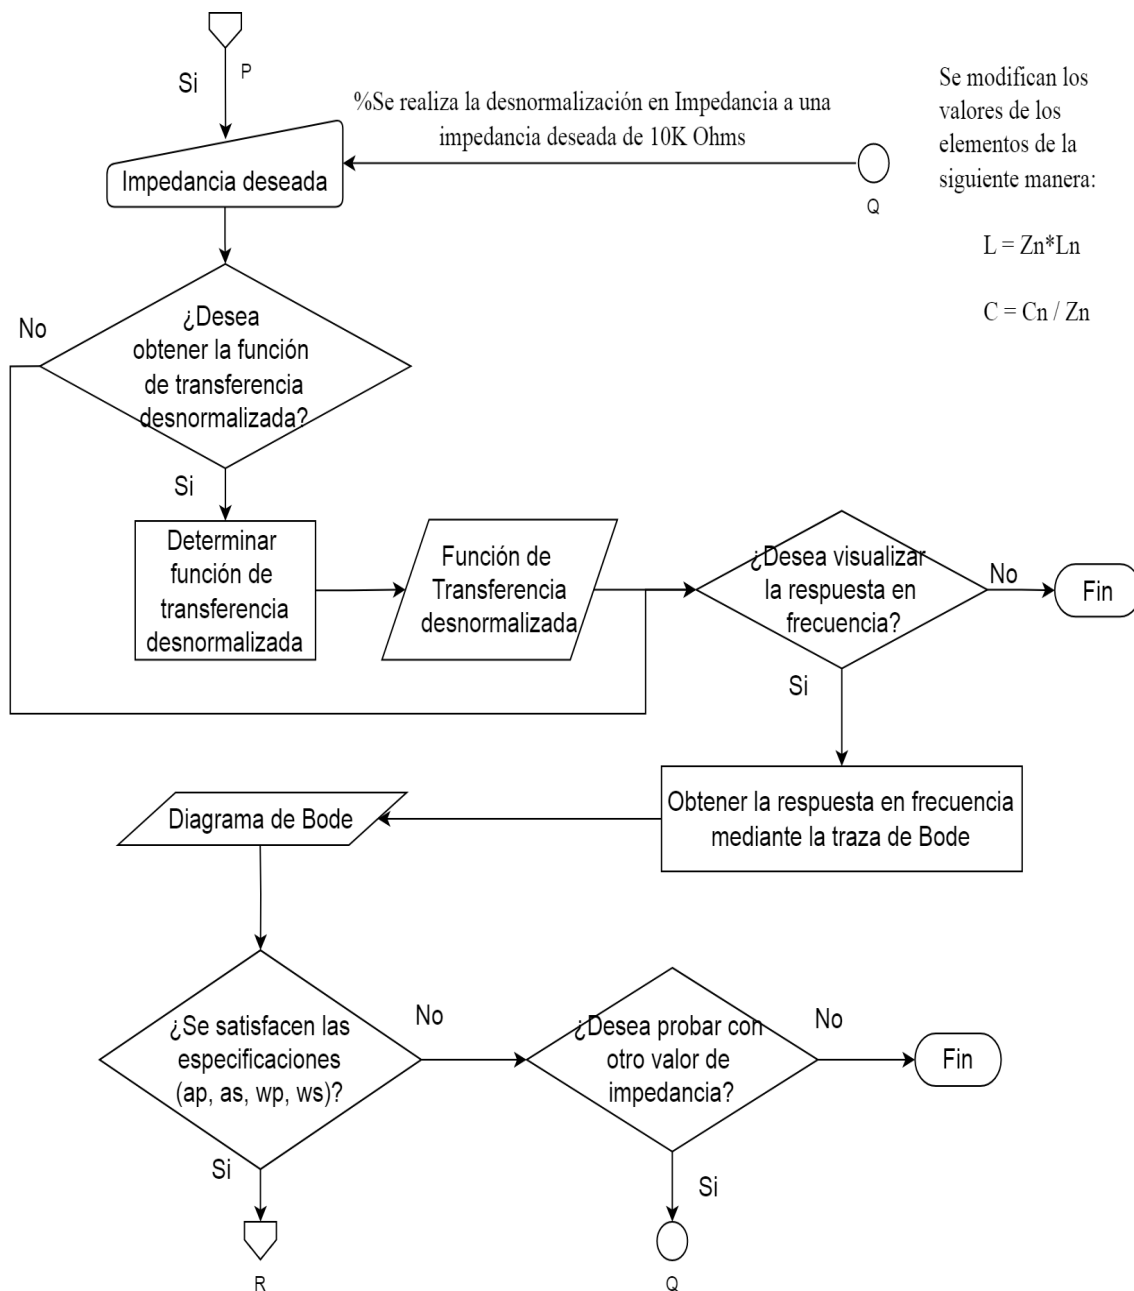 P
Si
%Se realiza la desnormalización en Impedancia a una
impedancia deseada de 10K Ohms
Se modifican los
valores de los
elementos de la
siguiente manera:
L = Zn*Ln
C = Cn / Zn
Impedancia deseada
Q
No
¿Desea
obtener la función
de transferencia
desnormalizada?
Si
Determinar
función de
transferencia
desnormalizada
Función de
Transferencia
desnormalizada
¿Desea visualizar
la respuesta en
frecuencia?
No
Fin
Si
Obtener la respuesta en frecuencia
mediante la traza de Bode
Diagrama de Bode
¿Se satisfacen las
especificaciones
(ap, as, wp, ws)?
No
¿Desea probar con
otro valor de
impedancia?
No
Fin
Si
R
Si
Q